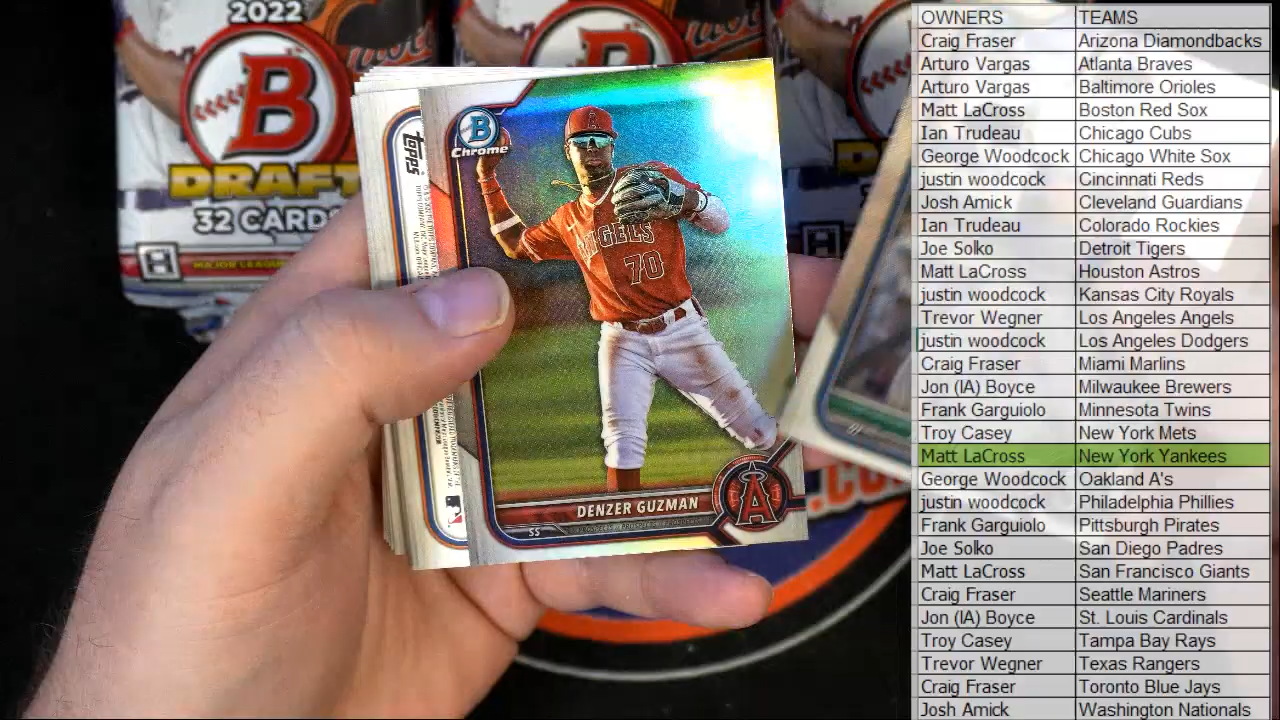 2022
B
DRAFT
32 CARDS
H
MAJOR LEAGUE
Topps
B
Chrome
A
ANGELS
70
DENZER GUZMAN
SS
PROSPECTS // PROSPECTS // PROSPECTS
A
OWNERS TEAMS
Craig Fraser Arizona Diamondbacks
Arturo Vargas Atlanta Braves
Arturo Vargas Baltimore Orioles
Matt LaCross Boston Red Sox
Ian Trudeau Chicago Cubs
George Woodcock Chicago White Sox
justin woodcock Cincinnati Reds
Josh Amick Cleveland Guardians
Ian Trudeau Colorado Rockies
Joe Solko Detroit Tigers
Matt LaCross Houston Astros
justin woodcock Kansas City Royals
Trevor Wegner Los Angeles Angels
justin woodcock Los Angeles Dodgers
Craig Fraser Miami Marlins
Jon (IA) Boyce Milwaukee Brewers
Frank Garguiolo Minnesota Twins
Troy Casey New York Mets
Matt LaCross New York Yankees
George Woodcock Oakland A's
justin woodcock Philadelphia Phillies
Frank Garguiolo Pittsburgh Pirates
Joe Solko San Diego Padres
Matt LaCross San Francisco Giants
Craig Fraser Seattle Mariners
Jon (IA) Boyce St. Louis Cardinals
Troy Casey Tampa Bay Rays
Trevor Wegner Texas Rangers
Craig Fraser Toronto Blue Jays
Josh Amick Washington Nationals